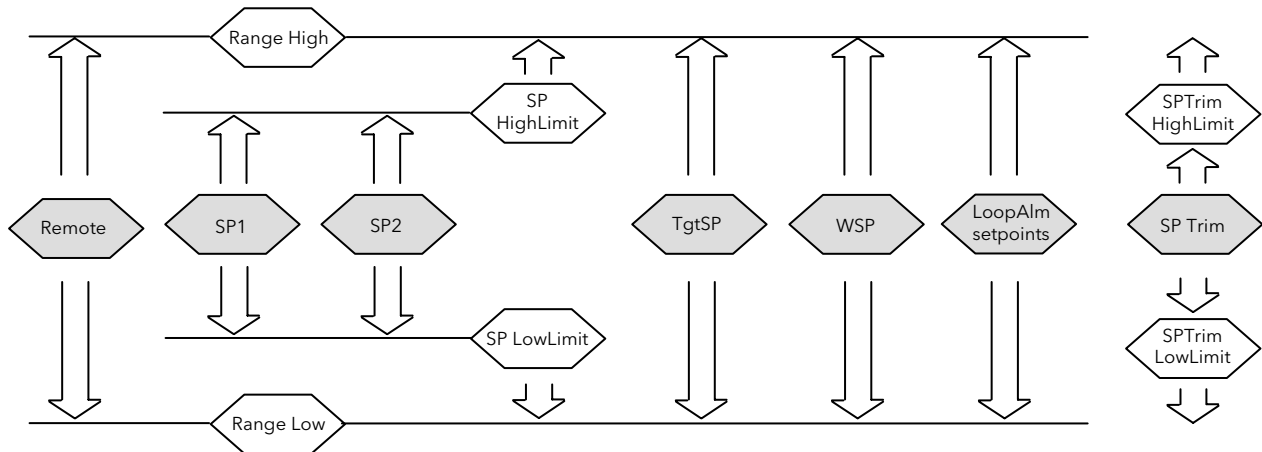 Range High
SP
HighLimit
SPTrim
HighLimit
Remote
SP1
SP2
TgtSP
WSP
LoopAlm
setpoints
SP Trim
SP LowLimit
SPTrim
LowLimit
Range Low